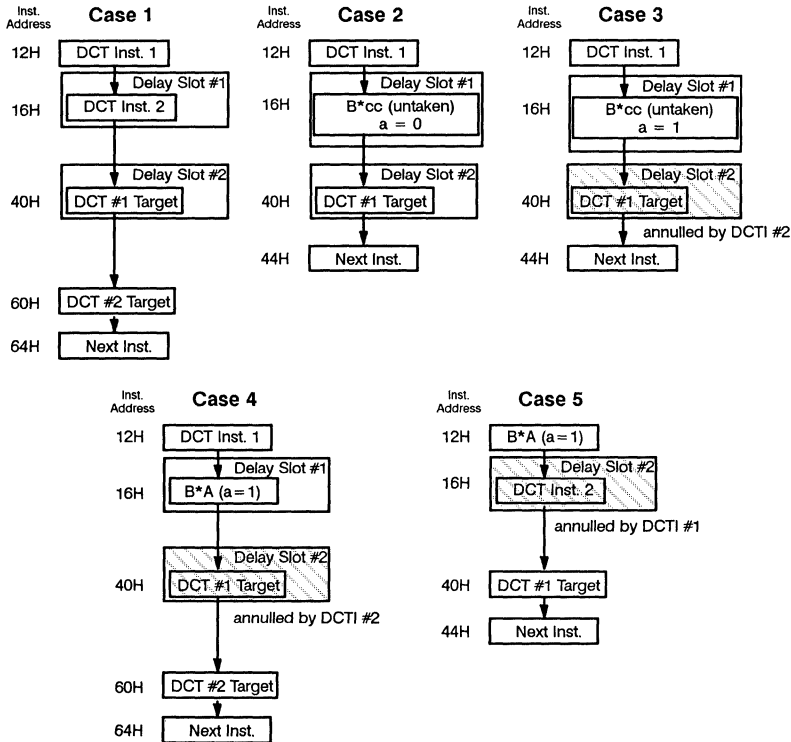 Case 1
Inst.
Address
12H
DCT Inst. 1
Delay Slot #1
16H
DCT Inst. 2
Delay Slot #2
40H
DCT #1 Target
60H
DCT #2 Target
64H
Next Inst.
Case 2
Inst.
Address
12H
DCT Inst. 1
Delay Slot #1
16H
B*cc (untaken)
a = 0
Delay Slot #2
40H
DCT #1 Target
44H
Next Inst.
Case 3
Inst.
Address
12H
DCT Inst. 1
Delay Slot #1
16H
B*cc (untaken)
a = 1
Delay Slot #2
40H
DCT #1 Target
annulled by DCTI #2
44H
Next Inst.
Case 4
Inst.
Address
12H
DCT Inst. 1
Delay Slot #1
16H
B*A (a=1)
Delay Slot #2
40H
DCT #1 Target
annulled by DCTI #2
60H
DCT #2 Target
64H
Next Inst.
Case 5
Inst.
Address
12H
B*A (a=1)
Delay Slot #2
16H
DCT Inst. 2
annulled by DCTI #1
40H
DCT #1 Target
44H
Next Inst.